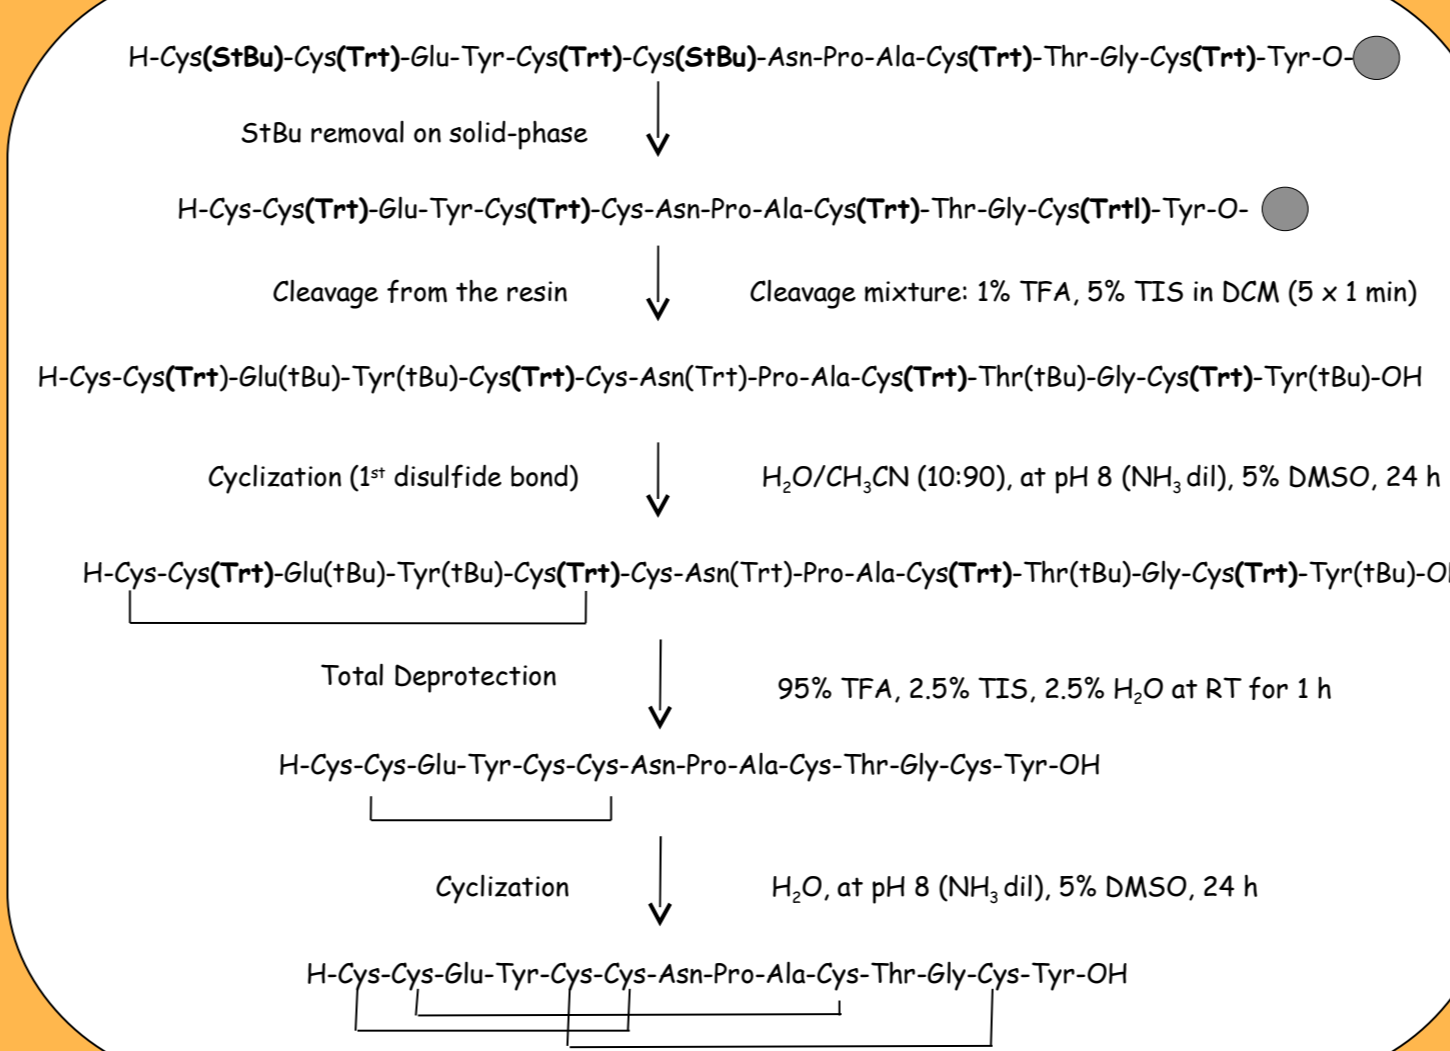 H-Cys(StBu)-Cys(Trt)-Glu-Tyr-Cys(Trt)-Cys(StBu)-Asn-Pro-Ala-Cys(Trt)-Thr-Gly-Cys(Trt)-Tyr-O-
StBu removal on solid-phase
H-Cys-Cys(Trt)-Glu-Tyr-Cys(Trt)-Cys-Asn-Pro-Ala-Cys(Trt)-Thr-Gly-Cys(Trtl)-Tyr-O-
Cleavage from the resin Cleavage mixture: 1% TFA, 5% TIS in DCM (5 x 1 min)
H-Cys-Cys(Trt)-Glu(tBu)-Tyr(tBu)-Cys(Trt)-Cys-Asn(Trt)-Pro-Ala-Cys(Trt)-Thr(tBu)-Gly-Cys(Trt)-Tyr(tBu)-OH
Cyclization (1st disulfide bond) H2O/CH3CN (10:90), at pH 8 (NH3 dil), 5% DMSO, 24 h
H-Cys-Cys(Trt)-Glu(tBu)-Tyr(tBu)-Cys(Trt)-Cys-Asn(Trt)-Pro-Ala-Cys(Trt)-Thr(tBu)-Gly-Cys(Trt)-Tyr(tBu)-O
Total Deprotection 95% TFA, 2.5% TIS, 2.5% H2O at RT for 1 h
H-Cys-Cys-Glu-Tyr-Cys-Cys-Asn-Pro-Ala-Cys-Thr-Gly-Cys-Tyr-OH
Cyclization H2O, at pH 8 (NH3 dil), 5% DMSO, 24 h
H-Cys-Cys-Glu-Tyr-Cys-Cys-Asn-Pro-Ala-Cys-Thr-Gly-Cys-Tyr-OH